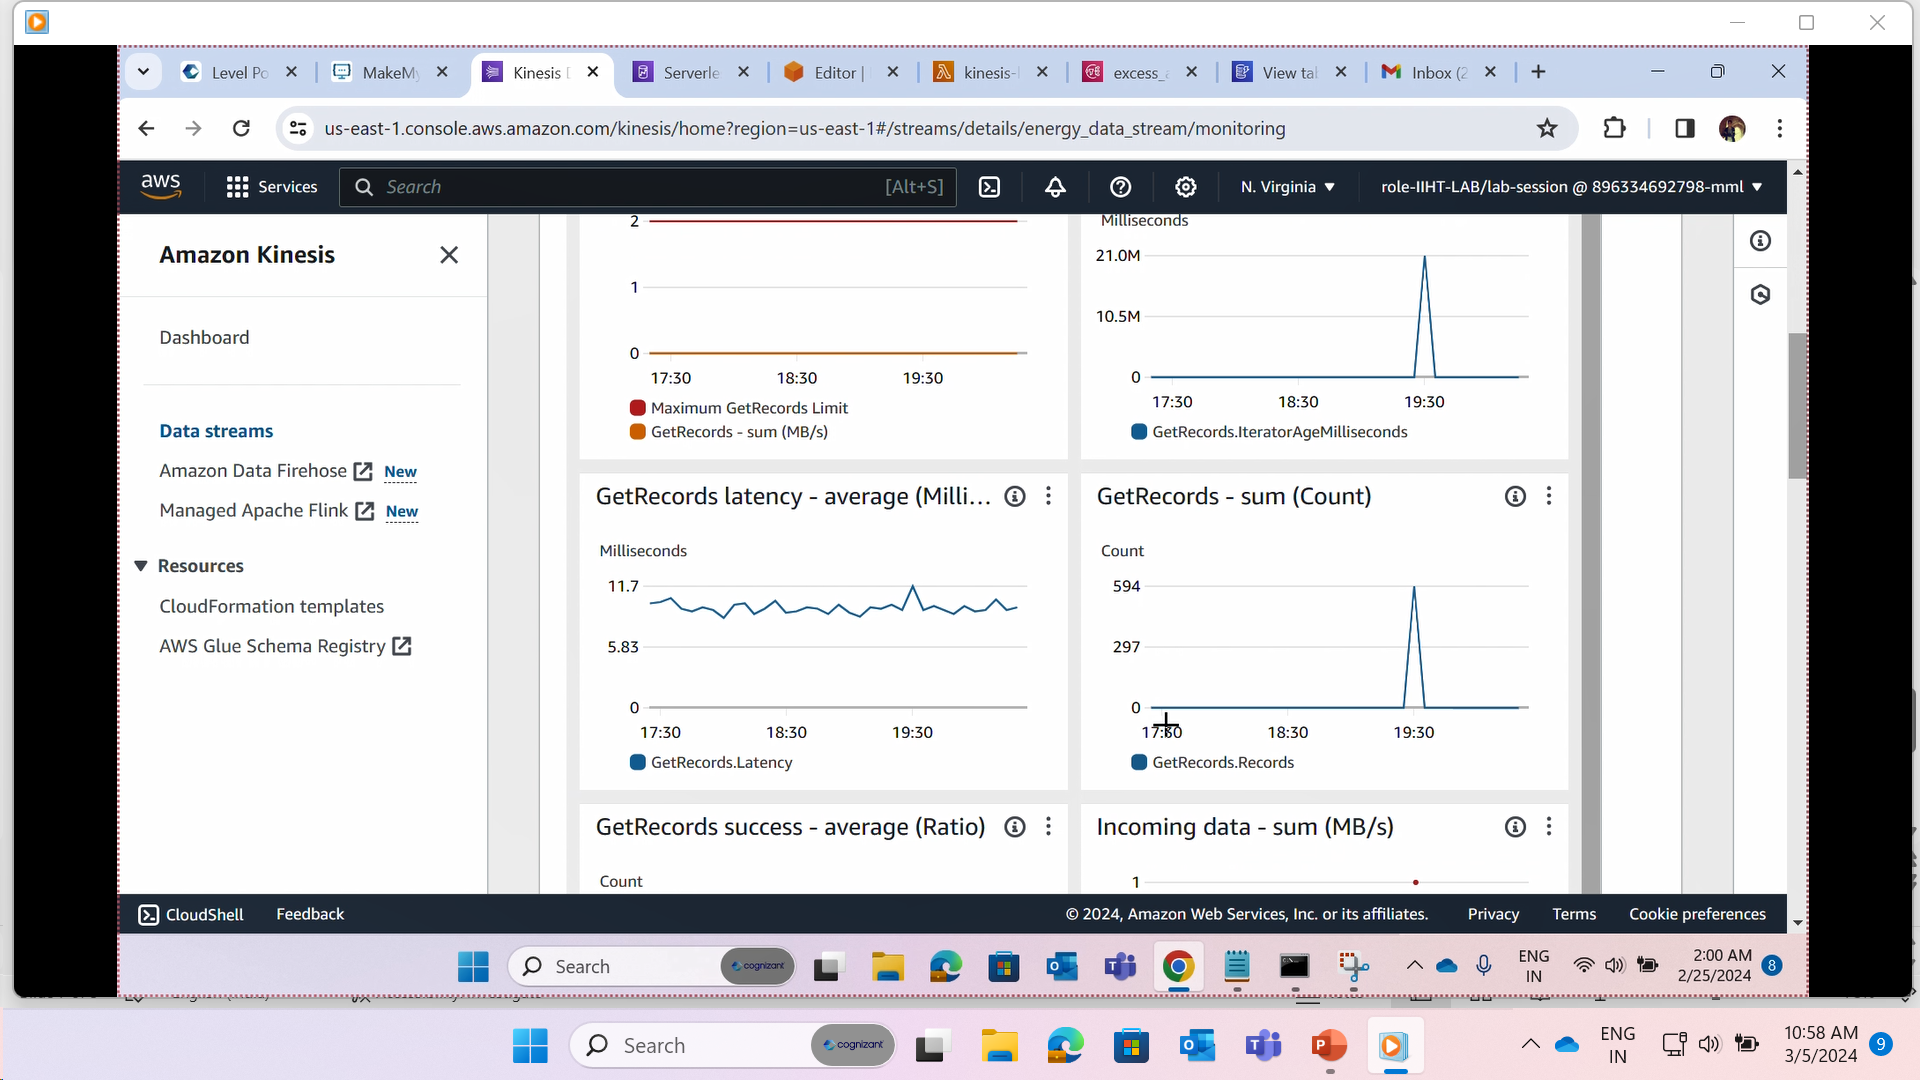 Level Po
MakeMy
Kinesis
Serverle
Editor |
kinesis-
excess_
View ta
Inbox (2
us-east-1.console.aws.amazon.com/kinesis/home?region=us-east-1#/streams/details/energy_data_stream/monitoring
aws
Services
Search
[Alt+S]
N. Virginia
role-IIHT-LAB/lab-session @ 896334692798-mml
Amazon Kinesis
Dashboard
Data streams
Amazon Data Firehose New
Managed Apache Flink New
Resources
CloudFormation templates
AWS Glue Schema Registry
2
1
0
17:30 18:30 19:30
Maximum GetRecords Limit
GetRecords - sum (MB/s)
Milliseconds
21.0M
10.5M
0
17:30 18:30 19:30
GetRecords.IteratorAgeMilliseconds
GetRecords latency - average (Milli...
Milliseconds
11.7
5.83
0
17:30 18:30 19:30
GetRecords.Latency
GetRecords - sum (Count)
Count
594
297
0
17:30 18:30 19:30
GetRecords.Records
GetRecords success - average (Ratio)
Count
Incoming data - sum (MB/s)
1
CloudShell Feedback
© 2024, Amazon Web Services, Inc. or its affiliates. Privacy Terms Cookie preferences
Search
cognizant
ENG
IN
2:00 AM
2/25/2024
8
Search
cognizant
ENG
IN
10:58 AM
3/5/2024
9